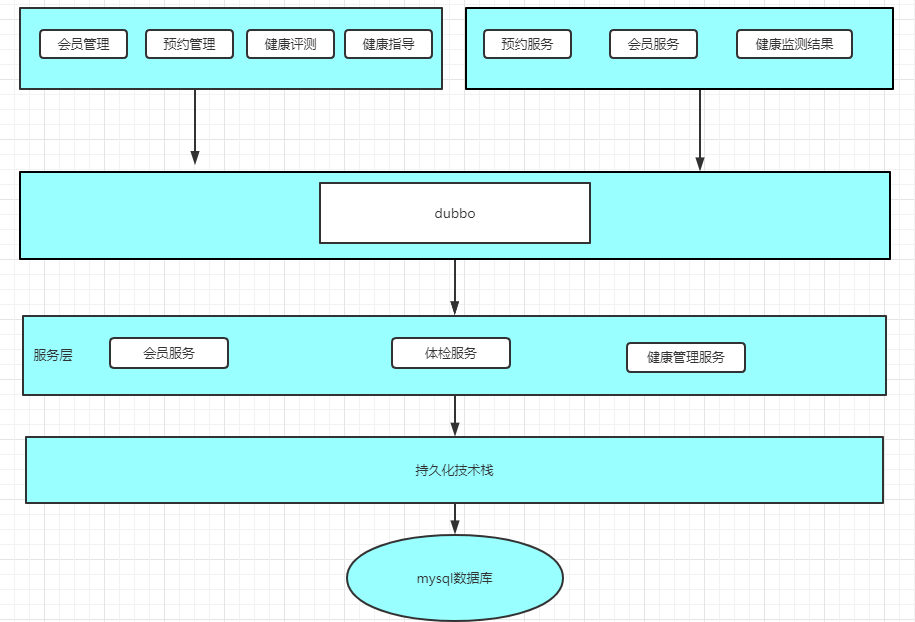 会员管理
预约管理
健康评测
健康指导
预约服务
会员服务
健康监测结果
dubbo
服务层
会员服务
体检服务
健康管理服务
持久化技术栈
mysql数据库